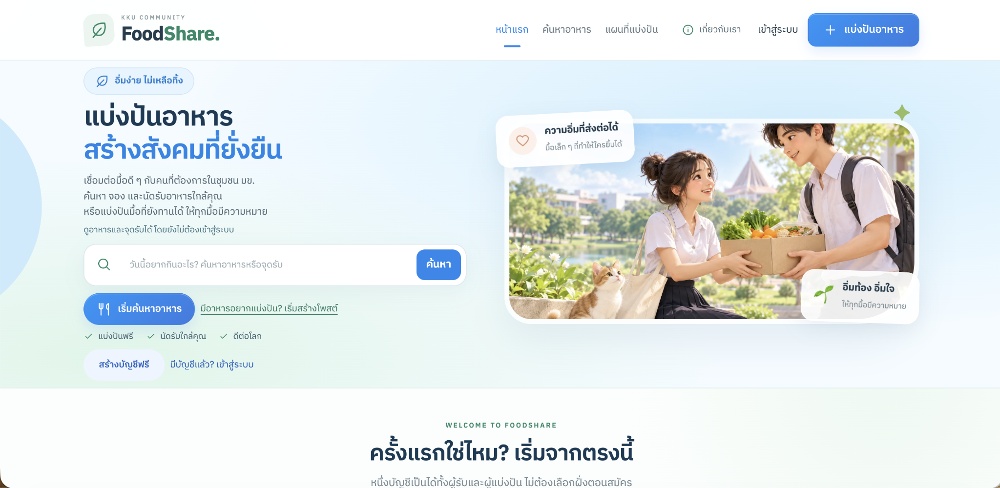 KKU COMMUNITY
FoodShare.
หน้าแรก
ค้นหาอาหาร
แผนที่แบ่งปัน
เกี่ยวกับเรา
เข้าสู่ระบบ
แบ่งปันอาหาร
อิ่มง่าย ไม่เหลือทิ้ง
แบ่งปันอาหาร
สร้างสังคมที่ยั่งยืน
เชื่อมต่อมื้อดี ๆ กับคนที่ต้องการในชุมชน มข.
ค้นหา จอง และนัดรับอาหารใกล้คุณ
หรือแบ่งปันมื้อที่ยังทานได้ ให้ทุกมื้อมีความหมาย
ดูอาหารและจุดรับได้ โดยยังไม่ต้องเข้าสู่ระบบ
วันนี้อยากกินอะไร? ค้นหาอาหารหรือจุดรับ
ค้นหา
เริ่มค้นหาอาหาร
มีอาหารอยากแบ่งปัน? เริ่มสร้างโพสต์
แบ่งปันฟรี
นัดรับใกล้คุณ
ดีต่อโลก
สร้างบัญชีฟรี
มีบัญชีแล้ว? เข้าสู่ระบบ
ความอิ่มที่ส่งต่อได้
มื้อเล็ก ๆ ที่ทำให้ใครยิ้มได้
อิ่มท้อง อิ่มใจ
ให้ทุกมื้อมีความหมาย
WELCOME TO FOODSHARE
ครั้งแรกใช่ไหม? เริ่มจากตรงนี้
หนึ่งบัญชีเป็นได้ทั้งผู้รับและผู้แบ่งปัน ไม่ต้องเลือกฝั่งตอนสมัคร